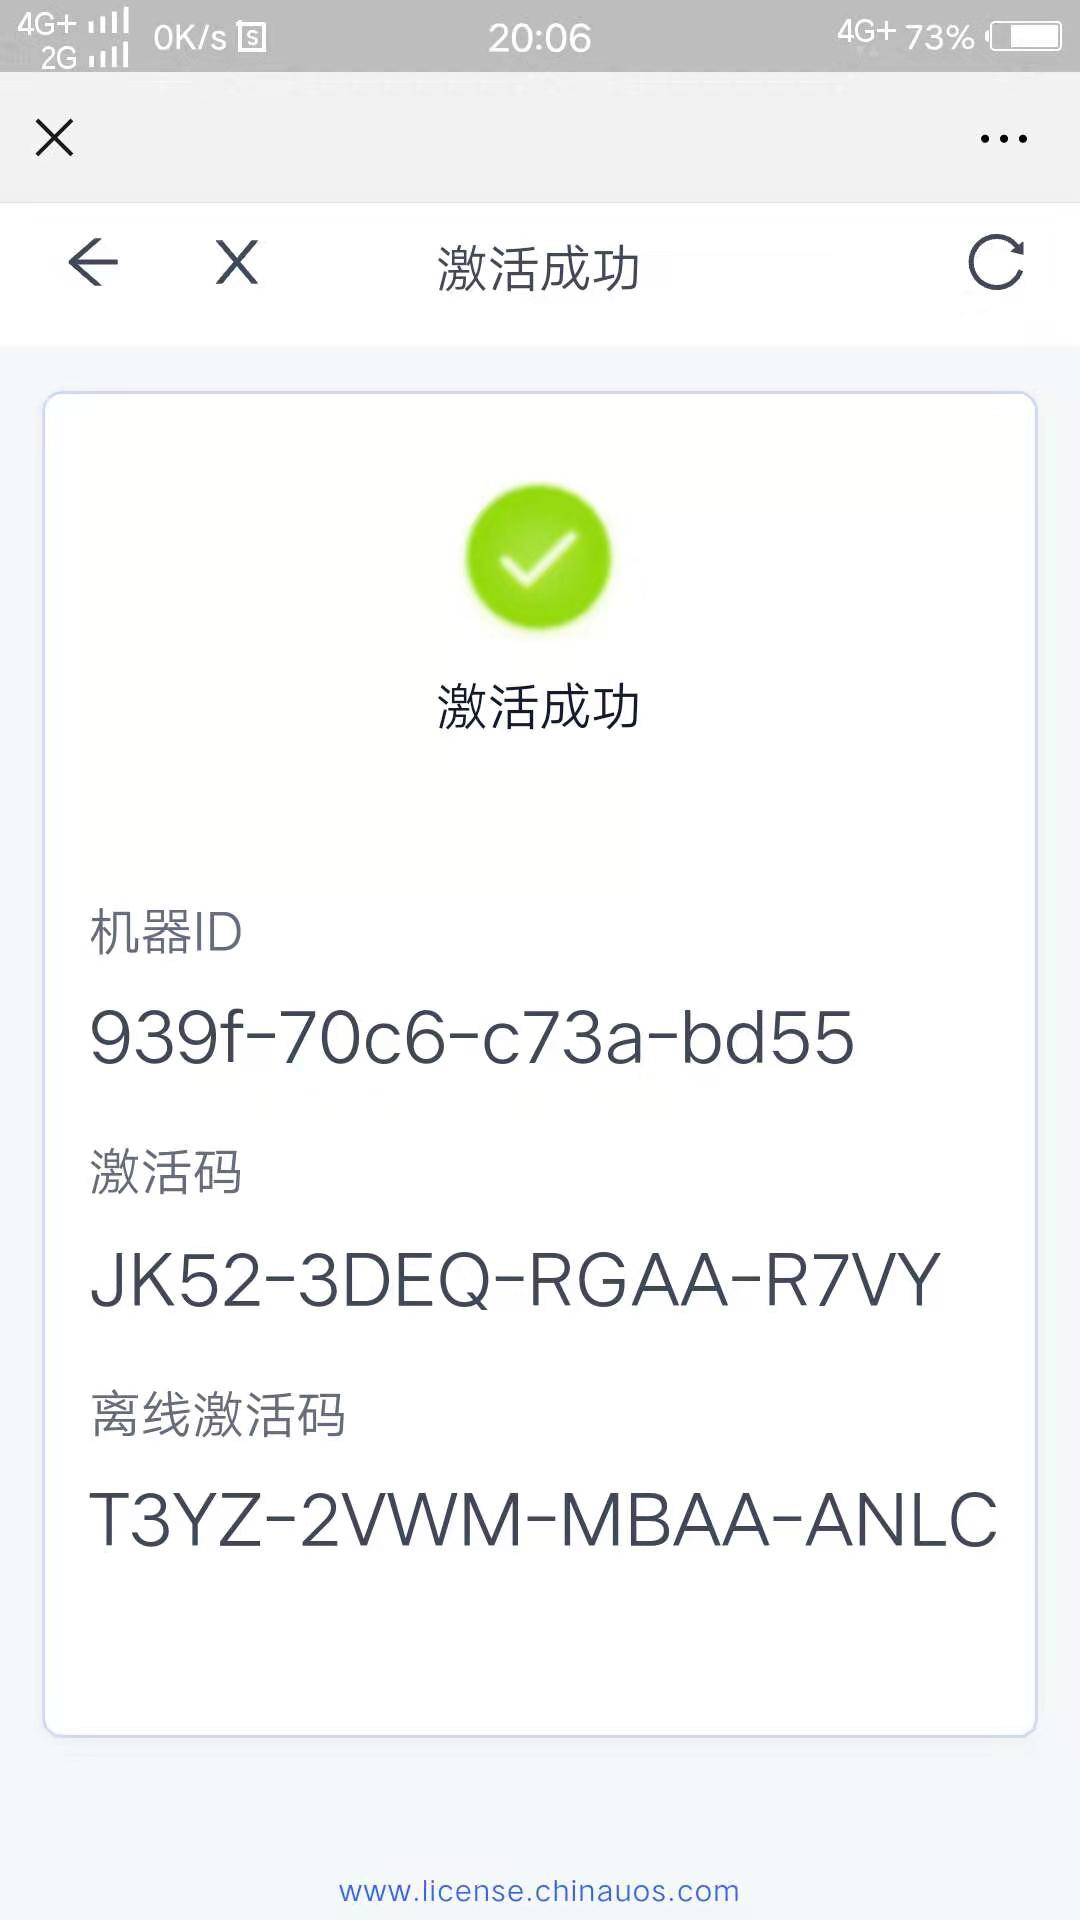 4G+ 0K/s S 20:06 4G+ 73%
2G
激活成功
激活成功
机器ID
939f-70c6-c73a-bd55
激活码
JK52-3DEQ-RGAA-R7VY
离线激活码
T3YZ-2VWM-MBAA-ANLC
www.license.chinauos.com